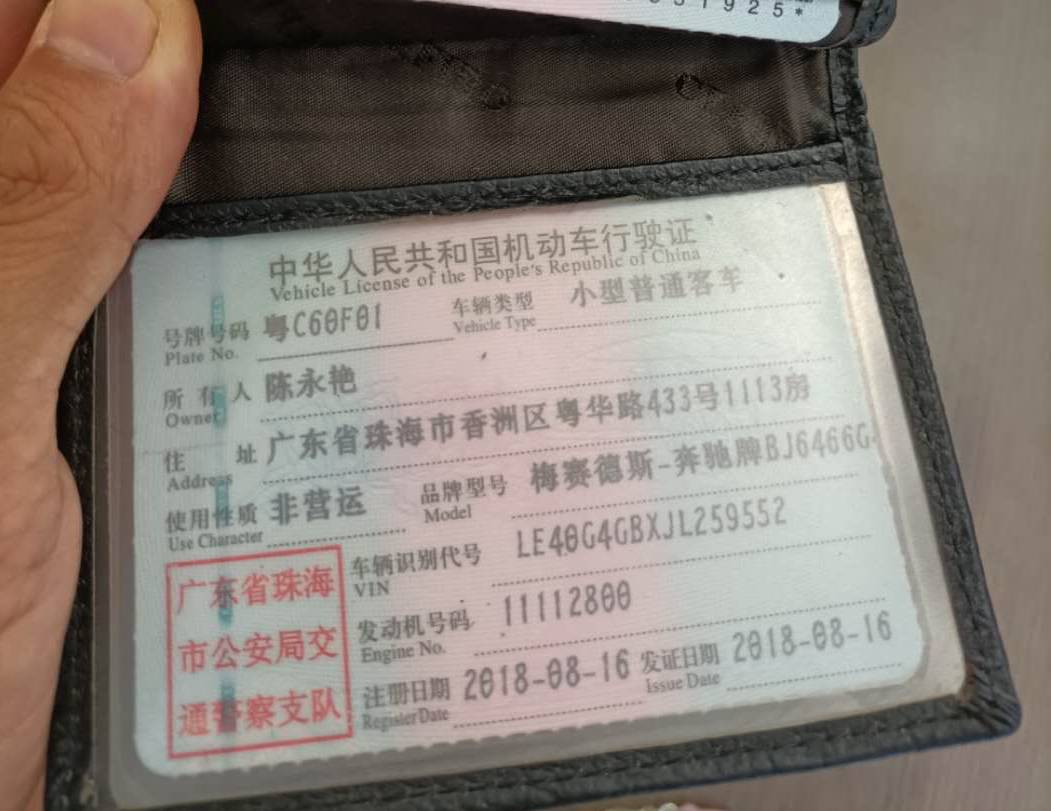 51925*
中华人民共和国机动车行驶证
Vehicle License of the People's Republic of China
号牌号码 粤C60F01 车辆类型 小型普通客车
Plate No. Vehicle Type
所有人 陈永艳
Owner
住址 广东省珠海市香洲区粤华路433号1113房
Address
使用性质 非营运 品牌型号 梅赛德斯-奔驰牌BJ6466G
Use Character Model
车辆识别代号 LE40G4GBXJL259552
VIN
发动机号码 11112800
Engine No.
注册日期 2018-08-16 发证日期 2018-08-16
Register Date Issue Date
广东省珠海
市公安局交
通警察支队